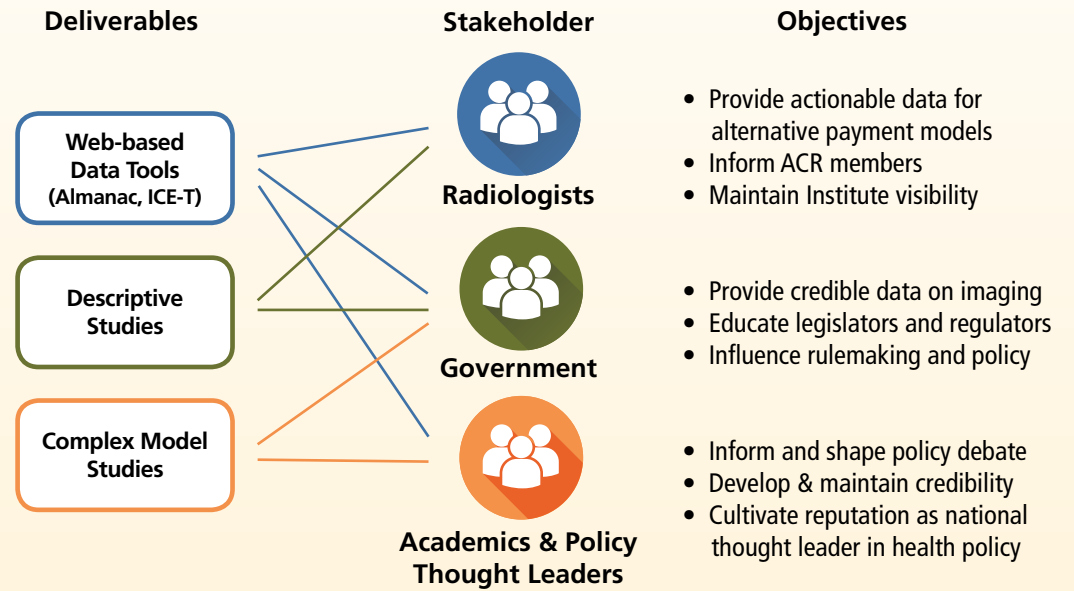 Deliverables
Stakeholder
Objectives
Web-based
Data Tools
(Almanac, ICE-T)
Descriptive
Studies
Complex Model
Studies
Radiologists
Government
Academics & Policy
Thought Leaders
• Provide actionable data for
alternative payment models
• Inform ACR members
• Maintain Institute visibility
• Provide credible data on imaging
• Educate legislators and regulators
• Influence rulemaking and policy
• Inform and shape policy debate
• Develop & maintain credibility
• Cultivate reputation as national
thought leader in health policy